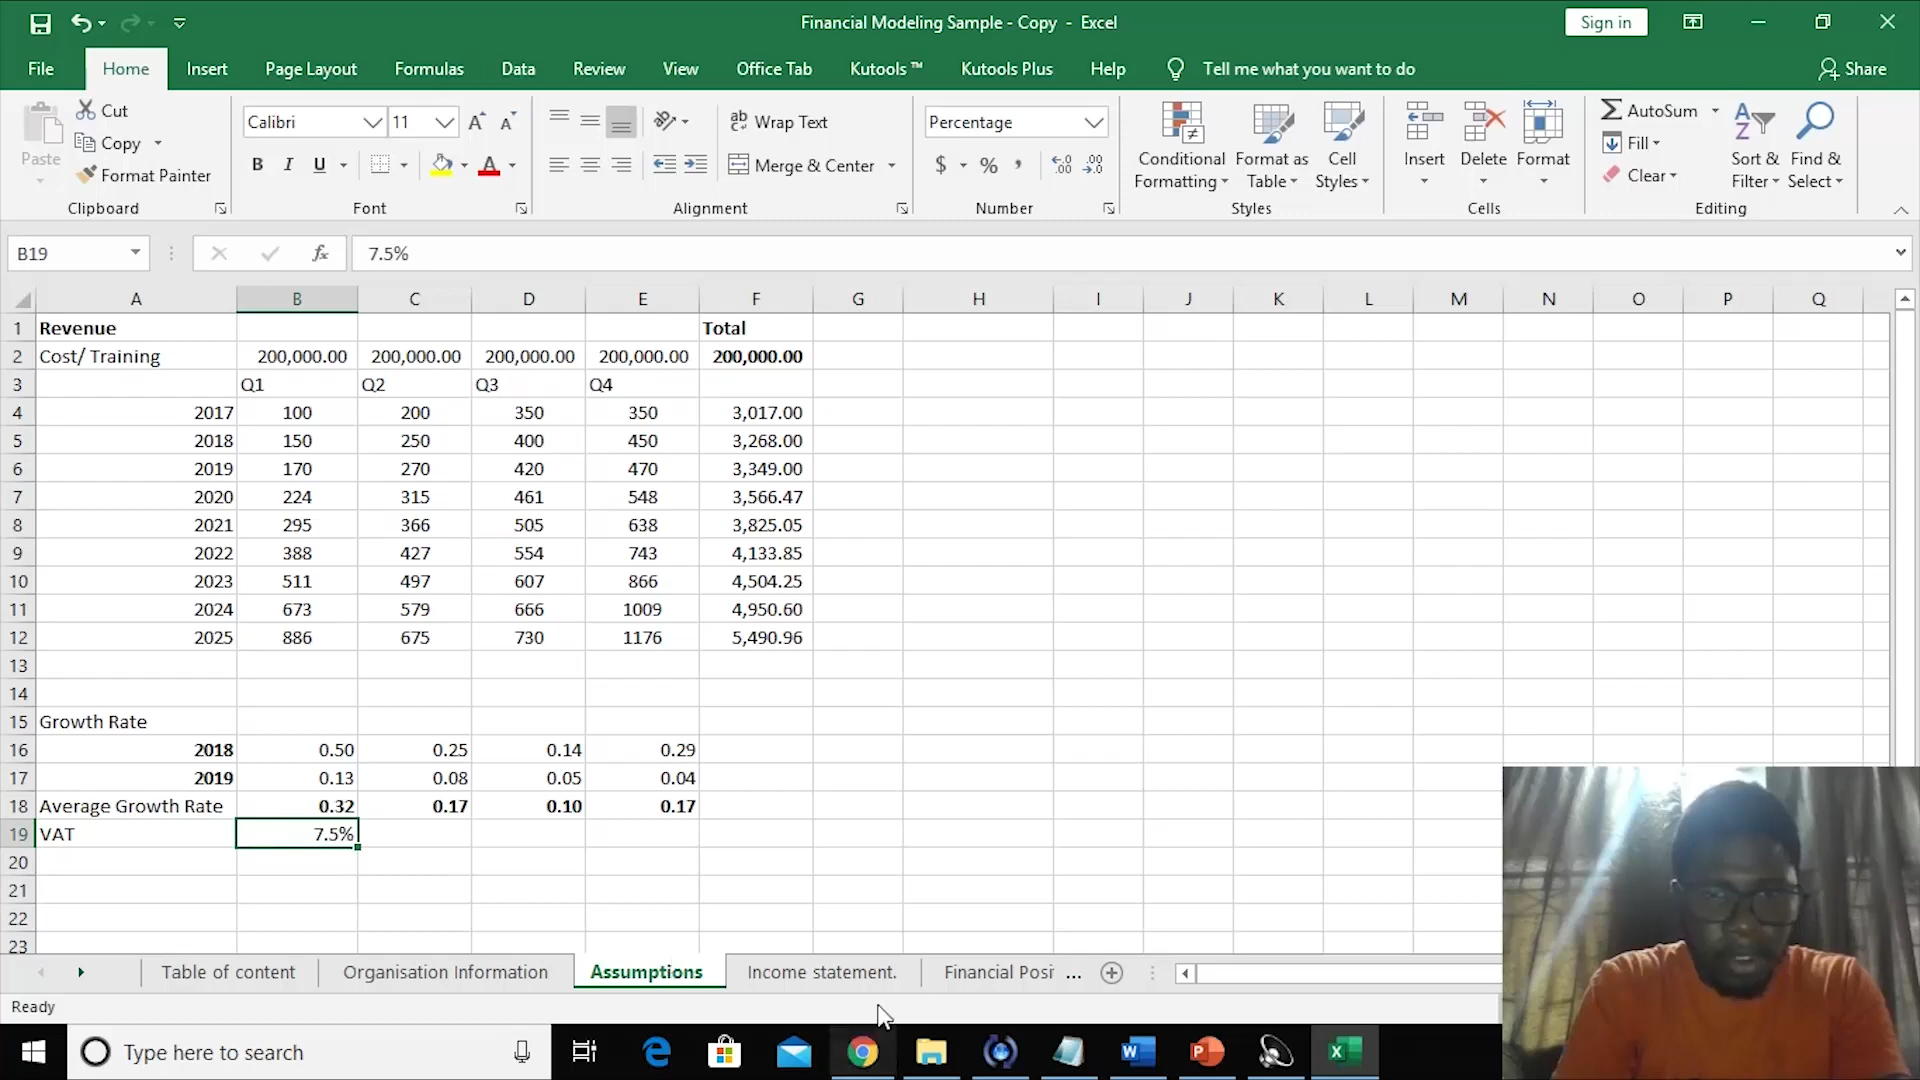 Financial Modeling Sample - Copy - Excel
Sign in
File Home Insert Page Layout Formulas Data Review View Office Tab Kutools ™ Kutools Plus Help Tell me what you want to do Share
Paste
Cut
Copy
Format Painter
Clipboard
Calibri 11
B I U A
Font
Wrap Text
Merge & Center
Alignment
Percentage
$ % ,
Number
Conditional Formatting
Format as Table
Cell Styles
Styles
Insert
Delete
Format
Cells
AutoSum
Fill
Clear
Sort & Filter
Find & Select
Editing
B19 fx 7.5%
A B C D E F G H I J K L M N O P Q
1 Revenue Total
2 Cost/ Training 200,000.00 200,000.00 200,000.00 200,000.00 200,000.00
3 Q1 Q2 Q3 Q4
4 2017 100 200 350 350 3,017.00
5 2018 150 250 400 450 3,268.00
6 2019 170 270 420 470 3,349.00
7 2020 224 315 461 548 3,566.47
8 2021 295 366 505 638 3,825.05
9 2022 388 427 554 743 4,133.85
10 2023 511 497 607 866 4,504.25
11 2024 673 579 666 1009 4,950.60
12 2025 886 675 730 1176 5,490.96
13
14
15 Growth Rate
16 2018 0.50 0.25 0.14 0.29
17 2019 0.13 0.08 0.05 0.04
18 Average Growth Rate 0.32 0.17 0.10 0.17
19 VAT 7.5%
20
21
22
23
Table of content Organisation Information Assumptions Income statement. Financial Posi ...
Ready
Type here to search